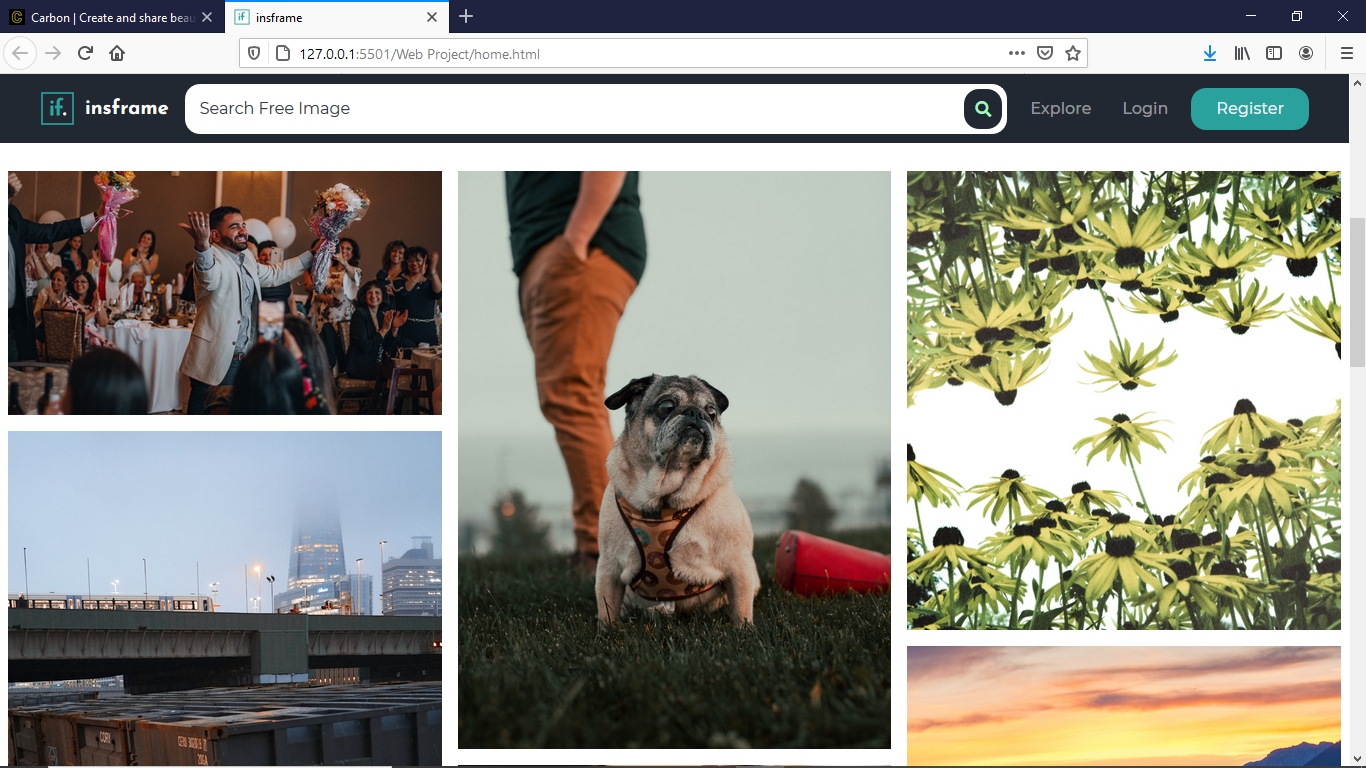 Carbon | Create and share beau
insframe
127.0.0.1:5501/Web Project/home.html
if. insframe
Search Free Image
Explore
Login
Register
CORY